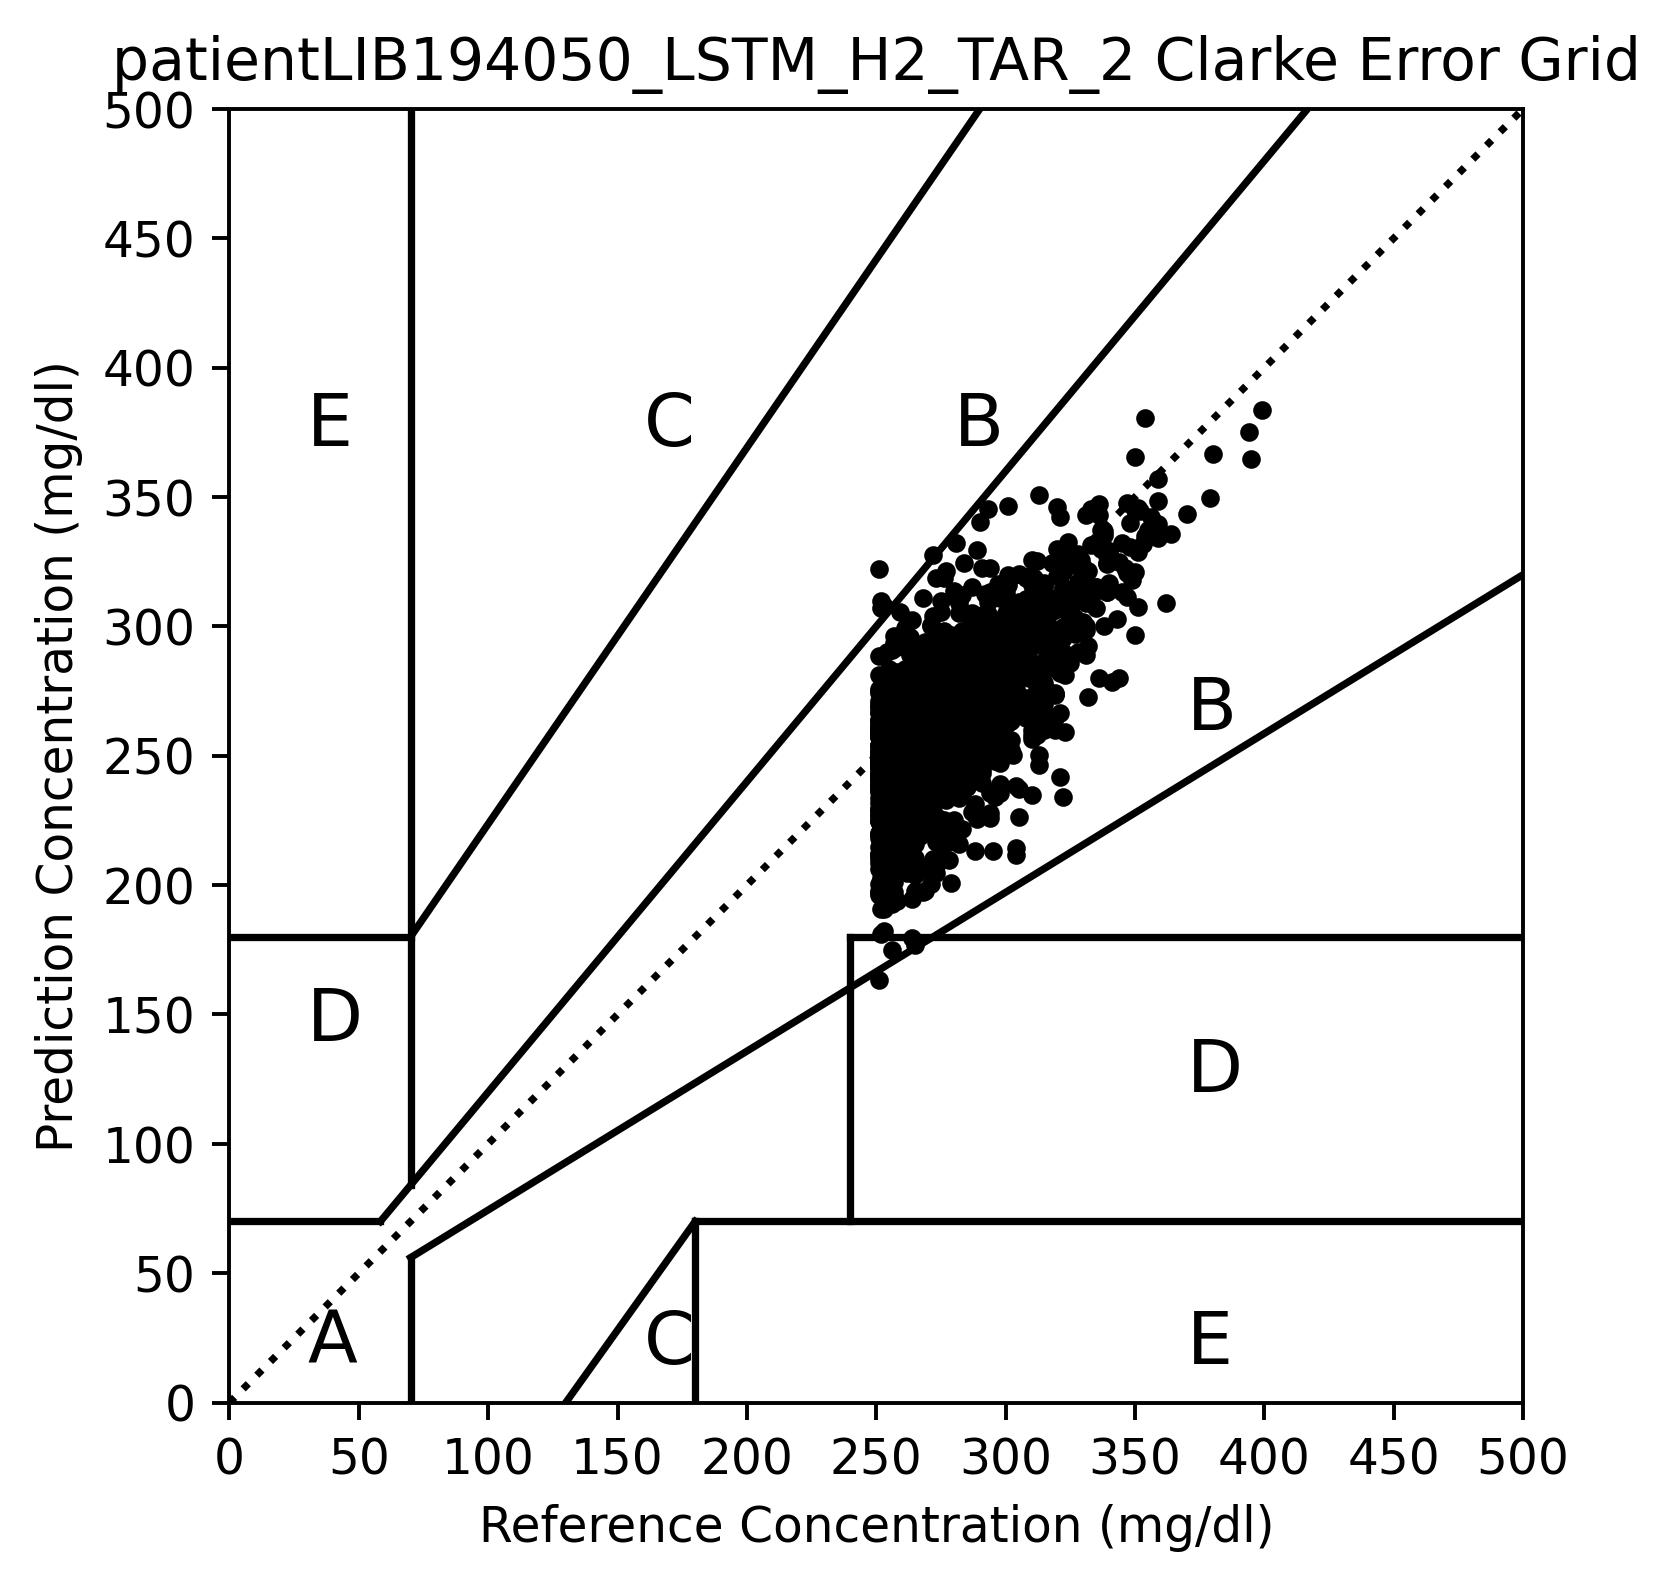 patientLIB194050_LSTM_H2_TAR_2 Clarke Error Grid
500
450
400
350
300
250
200
150
100
50
0
Prediction Concentration (mg/dl)
E
C
B
B
D
D
A
C
E
0 50 100 150 200 250 300 350 400 450 500
Reference Concentration (mg/dl)